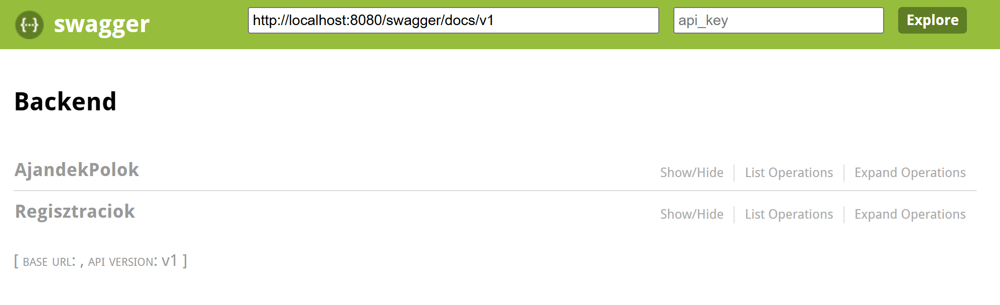 {···} swagger http://localhost:8080/swagger/docs/v1 api_key Explore
Backend
AjandekPolok Show/Hide List Operations Expand Operations
Regisztraciok Show/Hide List Operations Expand Operations
[ BASE URL: , API VERSION: v1 ]